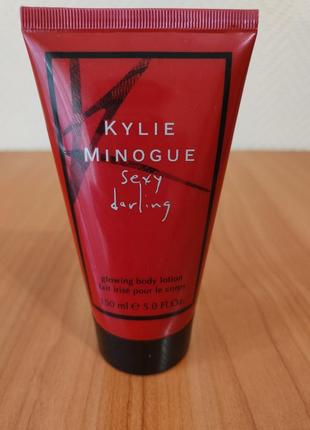 KYLIE
MINOGUE
sexy
darling
glowing body lotion
lait irisé pour le corps
150 ml ℮ 5.0 FL.Oz.